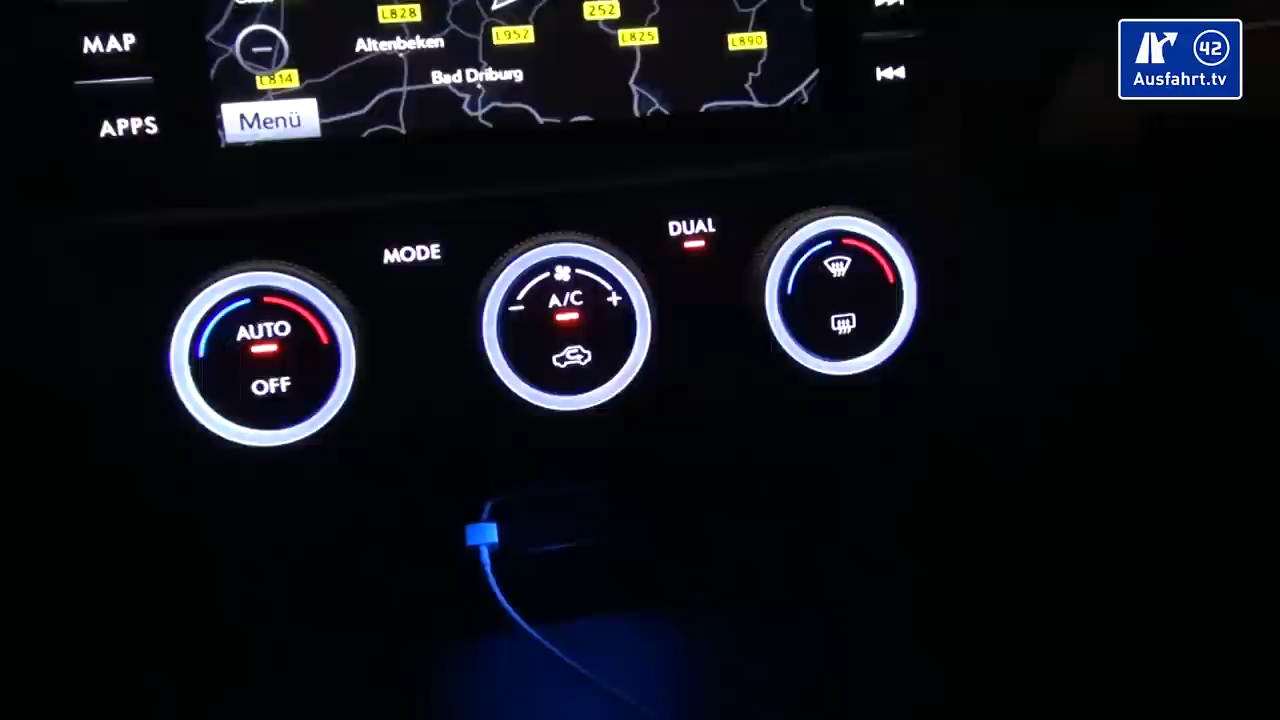 L828
252
MAP
Altenbeken
L952
L825
L890
L814
Bad Driburg
APPS
Menü
MODE
DUAL
AUTO
OFF
A/C
− +
42
Ausfahrt.tv